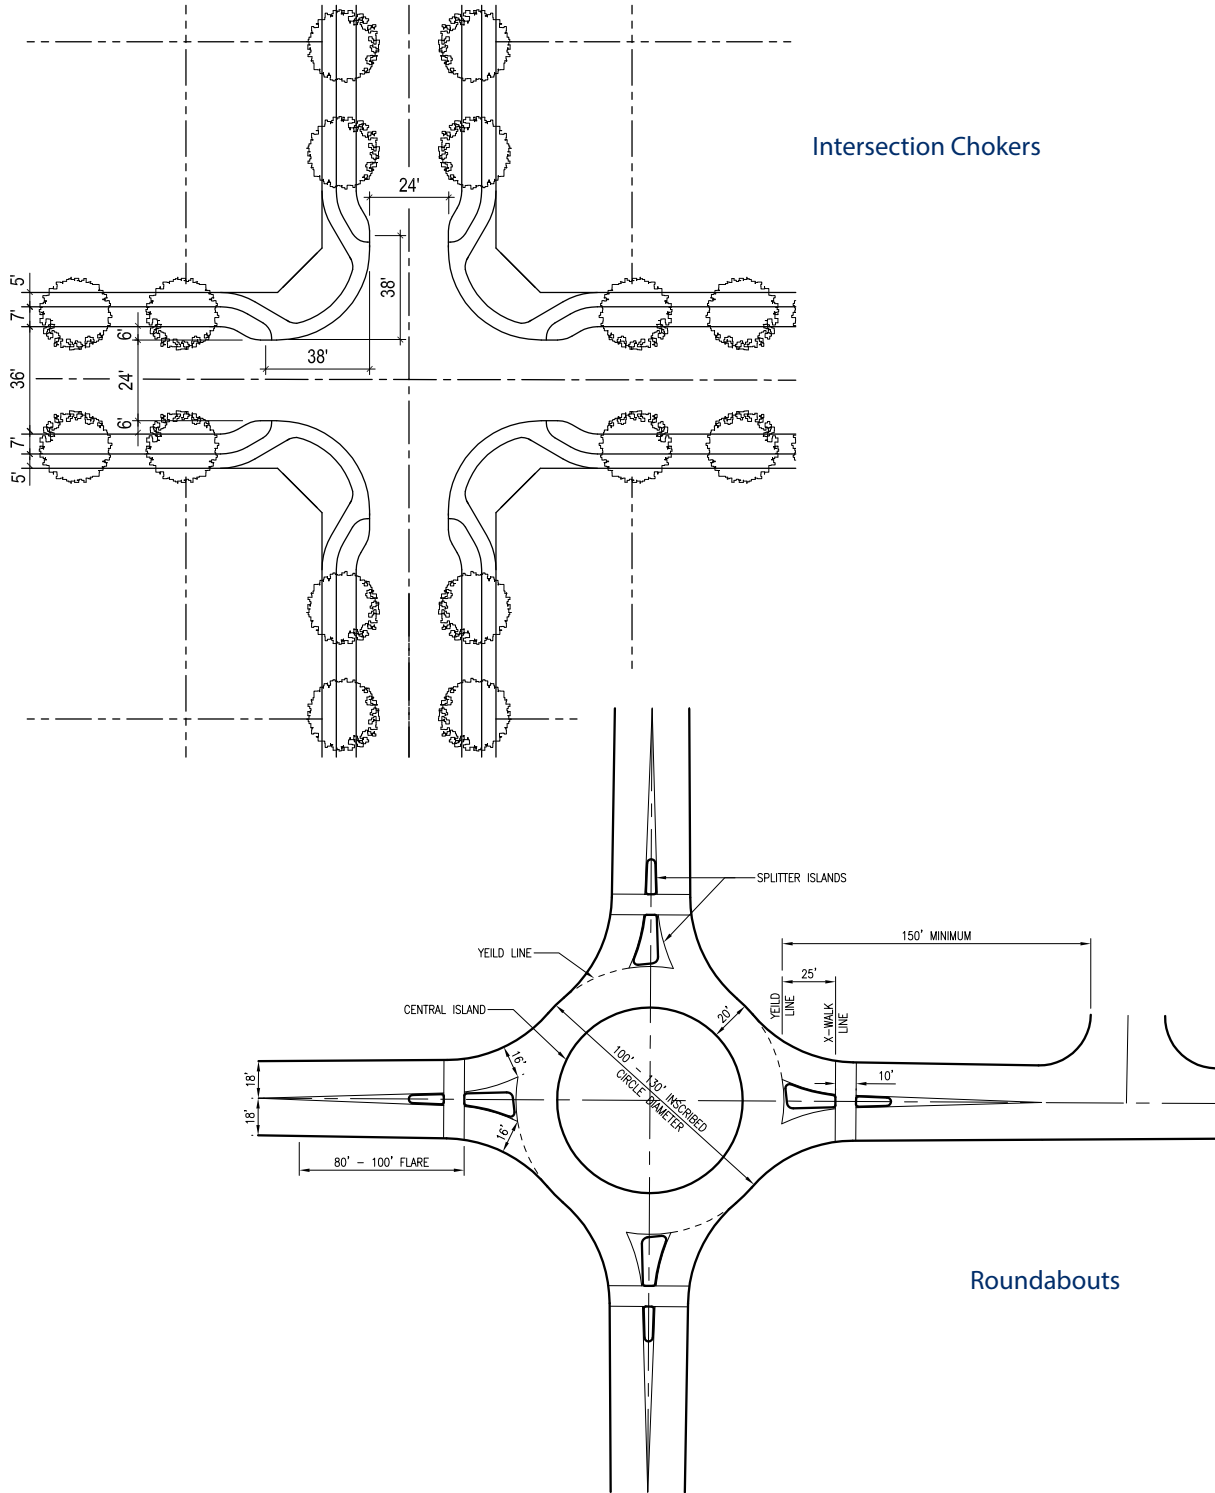 Intersection Chokers
24'
38'
38'
5'
7'
36'
7'
5'
6'
24'
6'
SPLITTER ISLANDS
YEILD LINE
CENTRAL ISLAND
150' MINIMUM
25'
YEILD
LINE
X-WALK
LINE
20'
16'
100' - 130' INSCRIBED
CIRCLE DIAMETER
10'
18'
18'
16'
80' - 100' FLARE
Roundabouts